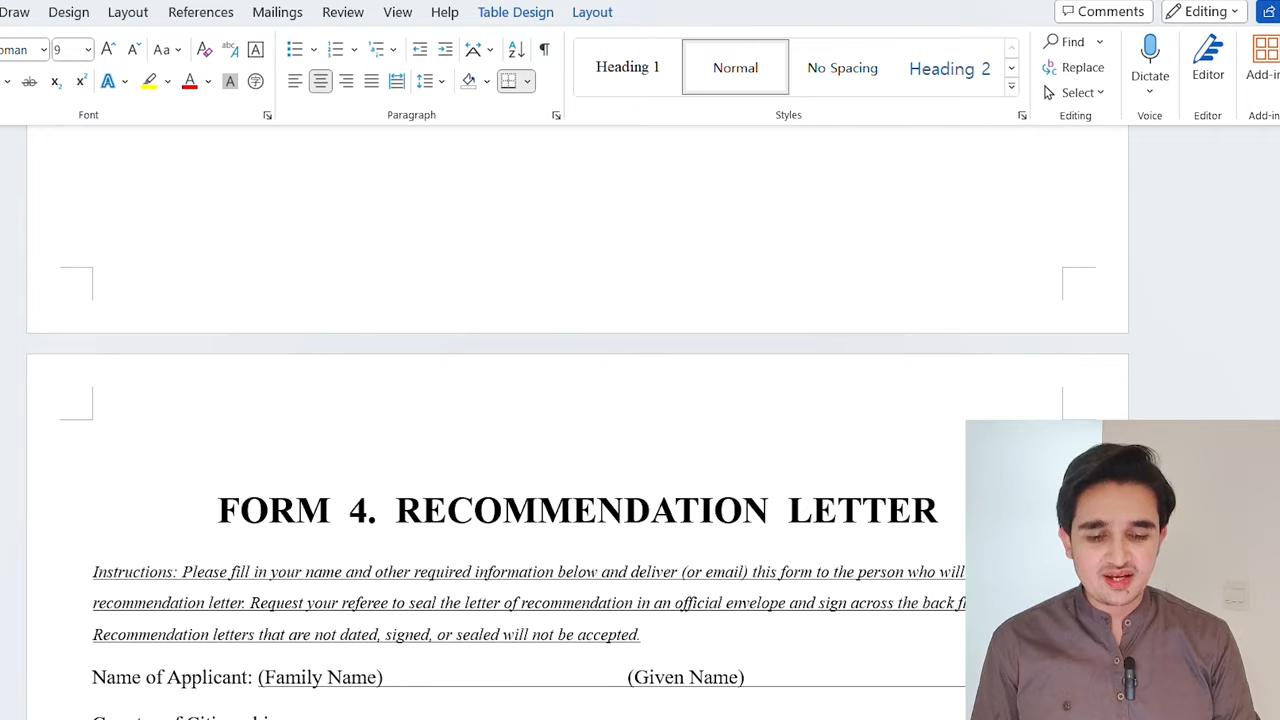 Draw Design Layout References Mailings Review View Help Table Design Layout Comments Editing
9 Aa Find
Heading 1 Normal No Spacing Heading 2 Replace Dictate Editor
ab x₂ x² A A A Select
Font Paragraph Styles Editing Voice Editor
FORM 4. RECOMMENDATION LETTER
Instructions: Please fill in your name and other required information below and deliver (or email) this form to the person who will
recommendation letter. Request your referee to seal the letter of recommendation in an official envelope and sign across the back
Recommendation letters that are not dated, signed, or sealed will not be accepted.
Name of Applicant: (Family Name) (Given Name)